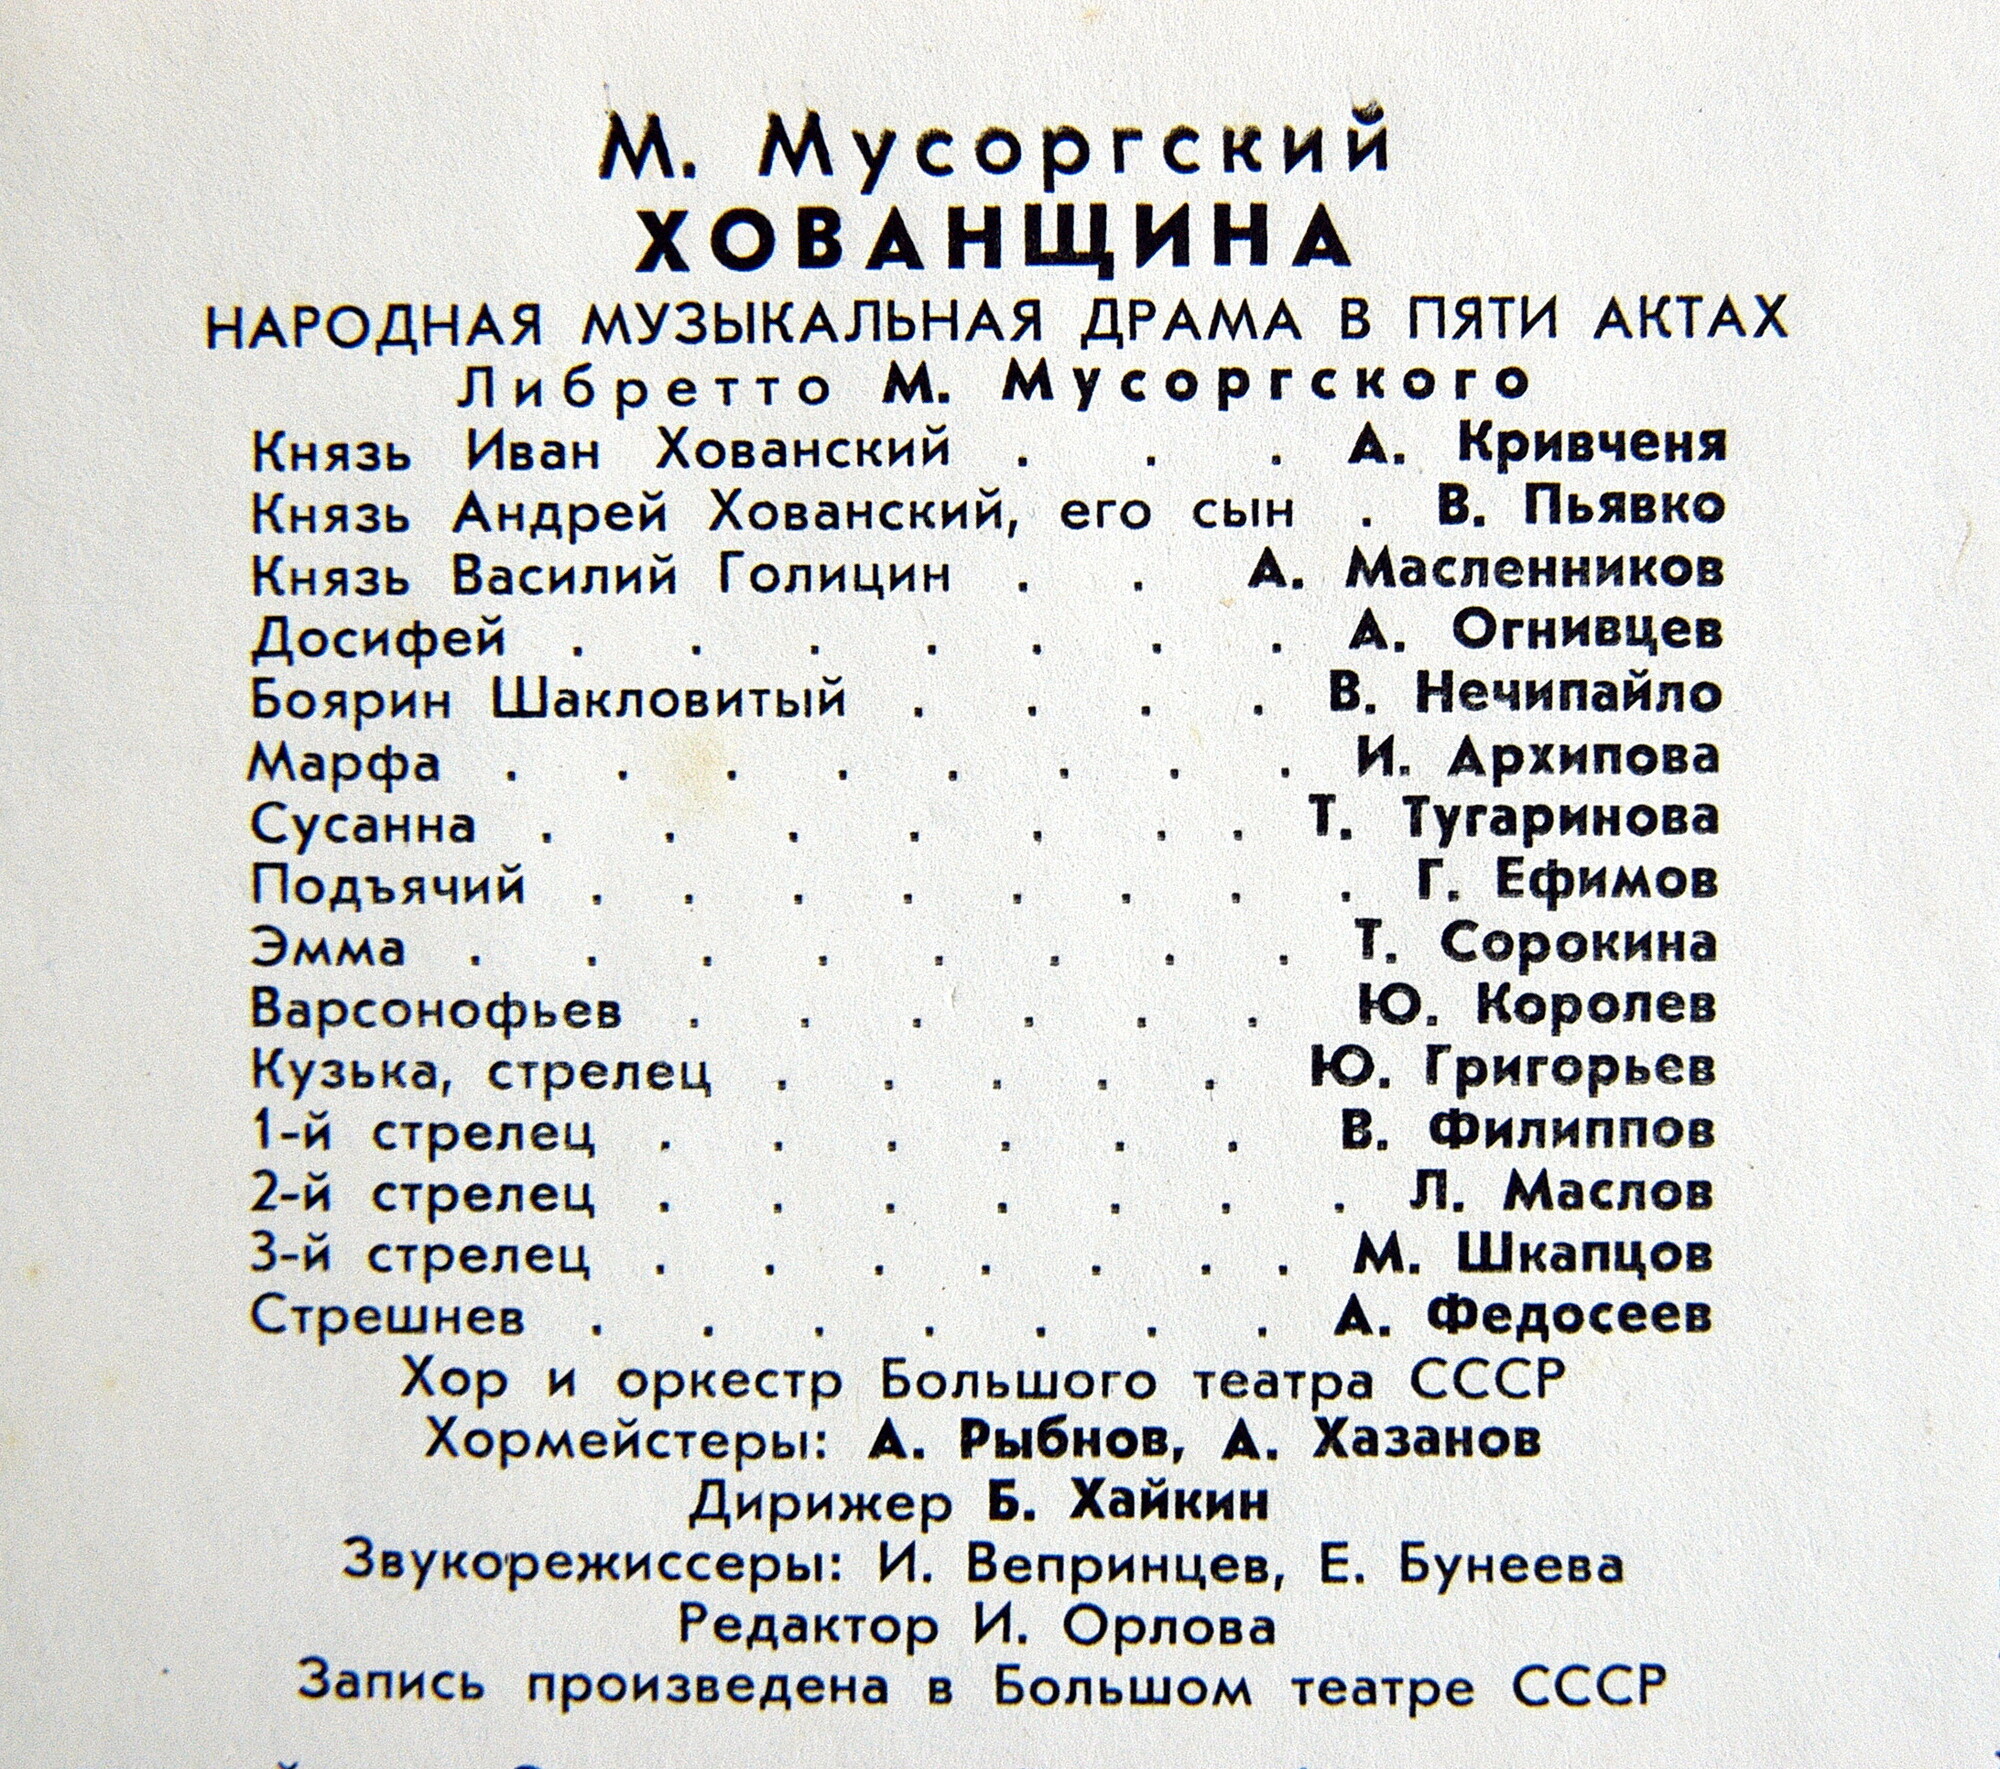 М. Мусоргский
ХОВАНЩИНА
НАРОДНАЯ МУЗЫКАЛЬНАЯ ДРАМА В ПЯТИ АКТАХ
Либретто М. Мусоргского
Князь Иван Хованский . . . А. Кривченя
Князь Андрей Хованский, его сын . В. Пьявко
Князь Василий Голицин . . А. Масленников
Досифей . . . . . . . А. Огнивцев
Боярин Шакловитый . . . . В. Нечипайло
Марфа . . . . . . . . И. Архипова
Сусанна . . . . . . . Т. Тугаринова
Подъячий . . . . . . . . Г. Ефимов
Эмма . . . . . . . . Т. Сорокина
Варсонофьев . . . . . . Ю. Королев
Кузька, стрелец . . . . . Ю. Григорьев
1-й стрелец . . . . . . В. Филиппов
2-й стрелец . . . . . . . Л. Маслов
3-й стрелец . . . . . . . М. Шкапцов
Стрешнев . . . . . . . А. Федосеев
Хор и оркестр Большого театра СССР
Хормейстеры: А. Рыбнов, А. Хазанов
Дирижер Б. Хайкин
Звукорежиссеры: И. Вепринцев, Е. Бунеева
Редактор И. Орлова
Запись произведена в Большом театре СССР